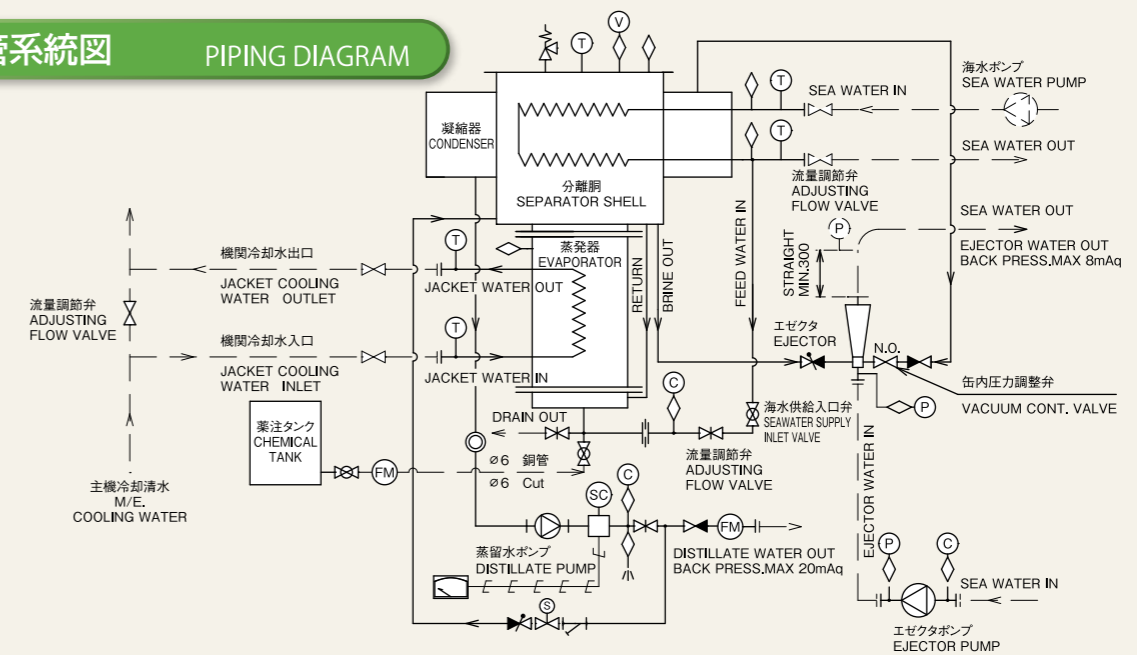 管系統図 PIPING DIAGRAM
T
V
海水ポンプ
SEA WATER PUMP
SEA WATER IN
T
凝縮器
CONDENSER
T
SEA WATER OUT
分離胴
SEPARATOR SHELL
流量調節弁
ADJUSTING
FLOW VALVE
SEA WATER OUT
P
EJECTOR WATER OUT
BACK PRESS.MAX 8mAq
STRAIGHT
MIN.300
機関冷却水出口
JACKET COOLING
WATER OUTLET
T
蒸発器
EVAPORATOR
JACKET WATER OUT
RETURN
BRINE OUT
FEED WATER IN
流量調節弁
ADJUSTING
FLOW VALVE
機関冷却水入口
JACKET COOLING
WATER INLET
T
JACKET WATER IN
エゼクタ
EJECTOR
N.O.
缶内圧力調整弁
VACUUM CONT. VALVE
P
C
DRAIN OUT
海水供給入口弁
SEAWATER SUPPLY
INLET VALVE
流量調節弁
ADJUSTING
FLOW VALVE
薬注タンク
CHEMICAL
TANK
FM
ø6 銅管
ø6 Cut
主機冷却清水
M/E.
COOLING WATER
SC
C
FM
蒸留水ポンプ
DISTILLATE PUMP
DISTILLATE WATER OUT
BACK PRESS.MAX 20mAq
S
EJECTOR WATER IN
P
C
SEA WATER IN
エゼクタポンプ
EJECTOR PUMP